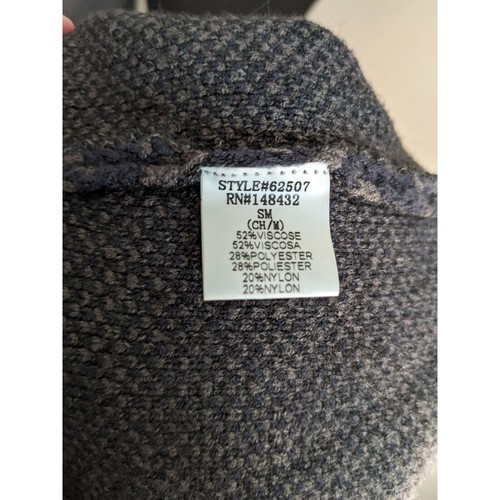 STYLE#62507
RN#148432
SM
(CH/M)
52%VISCOSE
52%VISCOSA
28%POLYESTER
28%POLIESTER
20%NYLON
20%NYLON